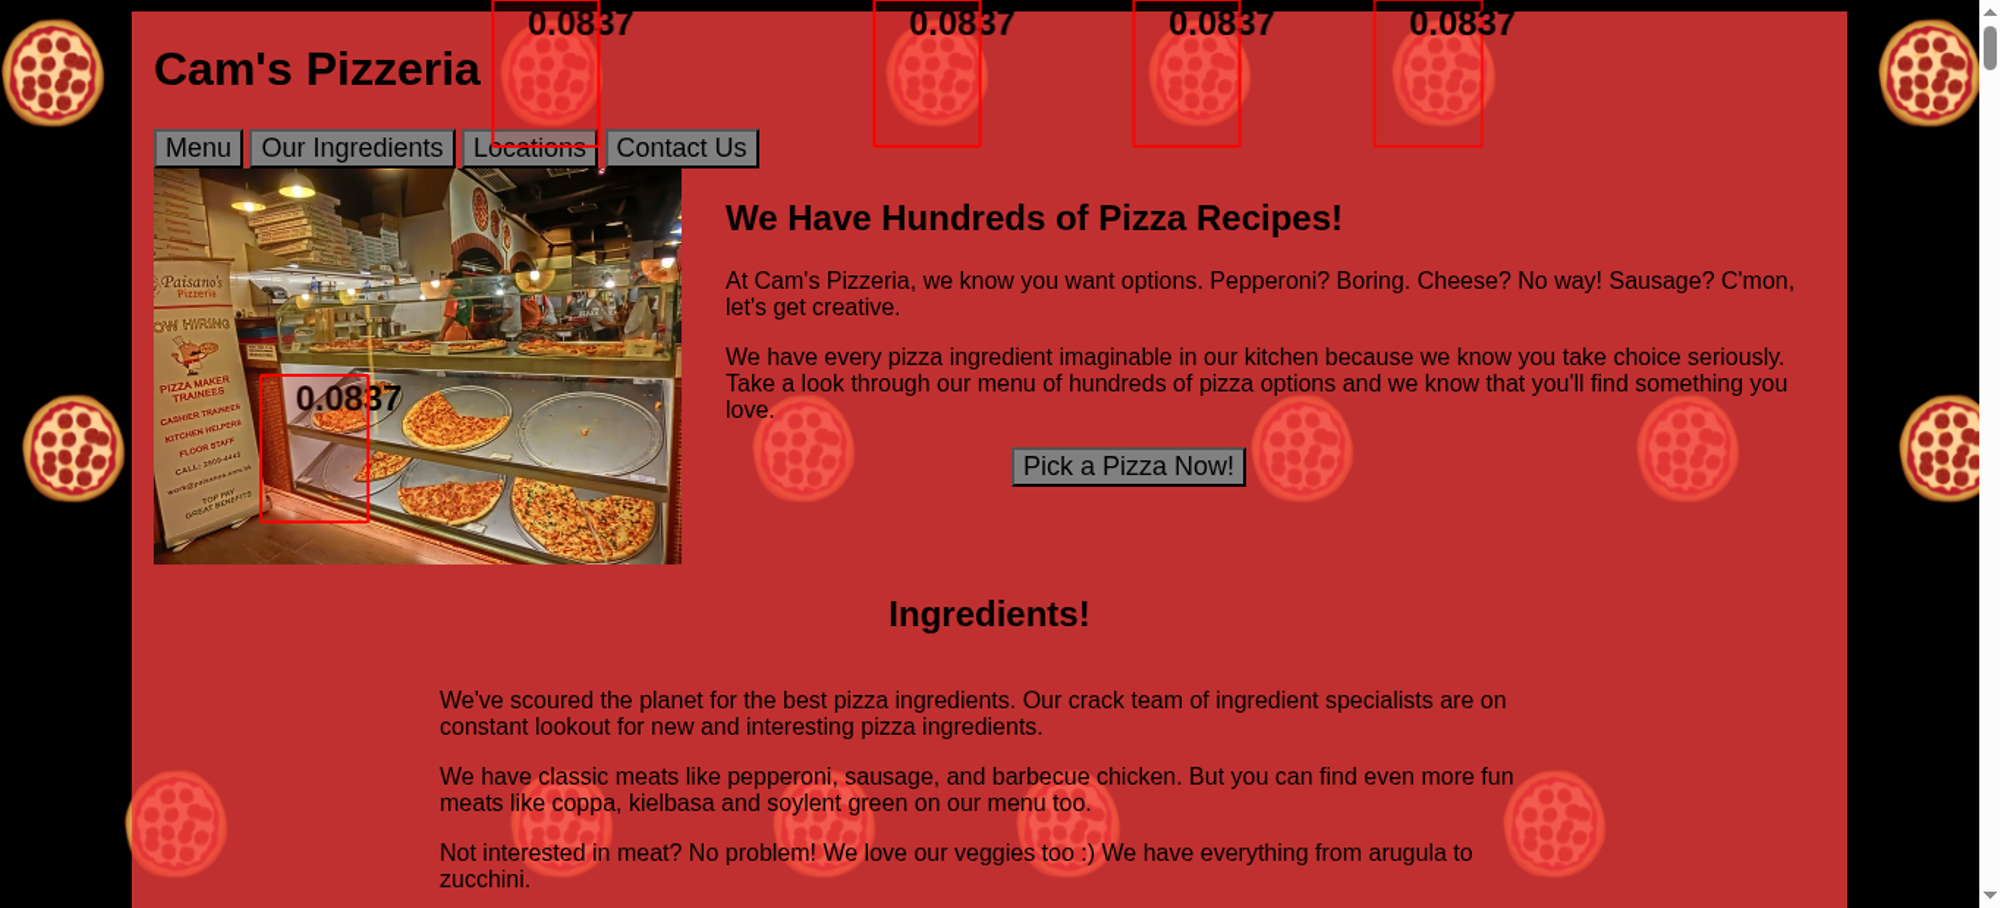 0.0837 0.0837 0.0837 0.0837
Cam's Pizzeria
Menu Our Ingredients Locations Contact Us
Paisano's
Pizzeria
OW HIRING
PIZZA MAKER
TRAINEES
CASHIER TRAINEES
KITCHEN HELPERS
FLOOR STAFF
TOP PAY
GREAT BENEFITS
0.0837
We Have Hundreds of Pizza Recipes!
At Cam's Pizzeria, we know you want options. Pepperoni? Boring. Cheese? No way! Sausage? C'mon,
let's get creative.
We have every pizza ingredient imaginable in our kitchen because we know you take choice seriously.
Take a look through our menu of hundreds of pizza options and we know that you'll find something you
love.
Pick a Pizza Now!
Ingredients!
We've scoured the planet for the best pizza ingredients. Our crack team of ingredient specialists are on
constant lookout for new and interesting pizza ingredients.
We have classic meats like pepperoni, sausage, and barbecue chicken. But you can find even more fun
meats like coppa, kielbasa and soylent green on our menu too.
Not interested in meat? No problem! We love our veggies too :) We have everything from arugula to
zucchini.